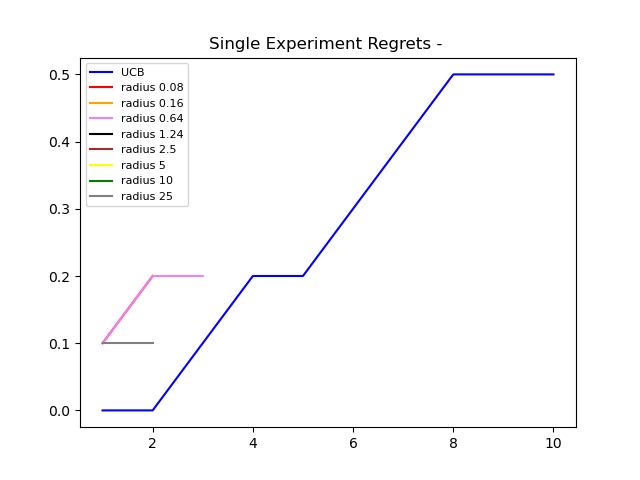 Single Experiment Regrets -
UCB
radius 0.08
radius 0.16
radius 0.64
radius 1.24
radius 2.5
radius 5
radius 10
radius 25
0.5
0.4
0.3
0.2
0.1
0.0
2 4 6 8 10